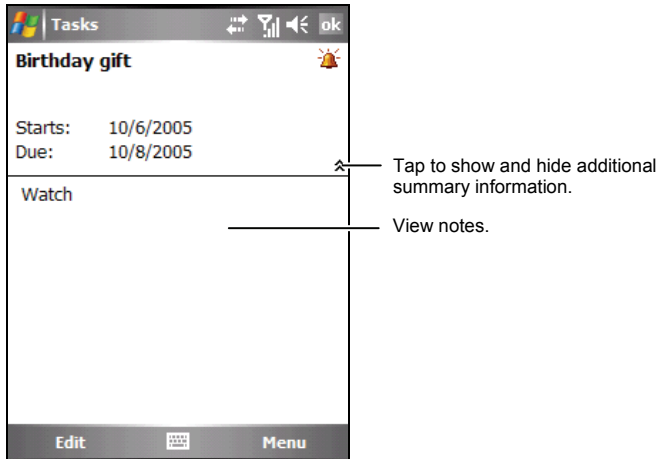 Tasks ok
Birthday gift
Starts: 10/6/2005
Due: 10/8/2005
Tap to show and hide additional
summary information.
Watch
View notes.
Edit Menu